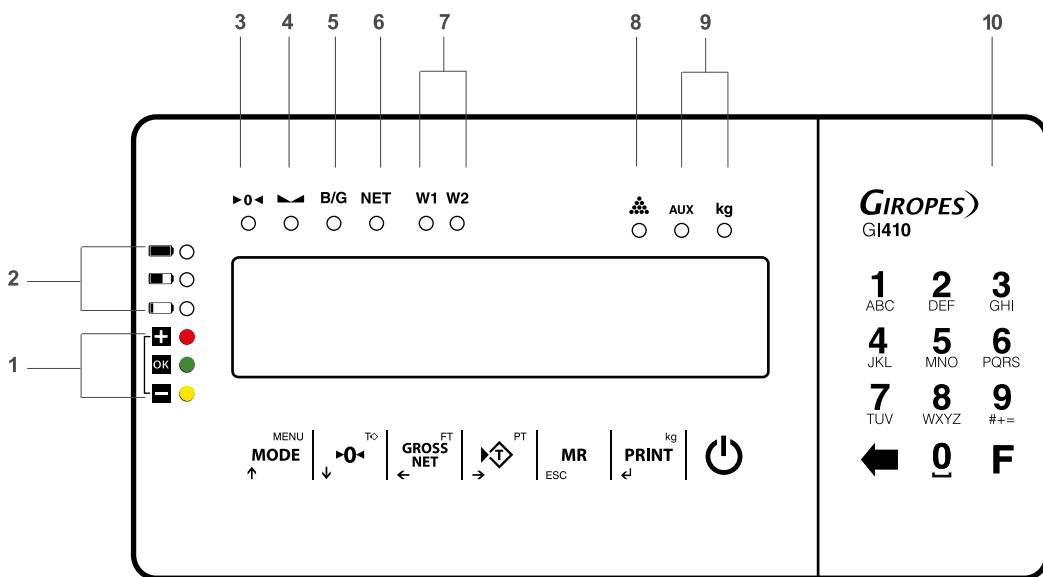 3 4 5 6 7 8 9 10
►0◄ B/G NET W1 W2 AUX kg
GIROPES
GI410
2
1
+
OK
−
1 2 3
ABC DEF GHI
4 5 6
JKL MNO PQRS
7 8 9
TUV WXYZ #+=
0 F
MENU T◇ FT PT kg
MODE ►0◄ GROSS NET T MR PRINT
↑ ↓ ← → ESC ↵